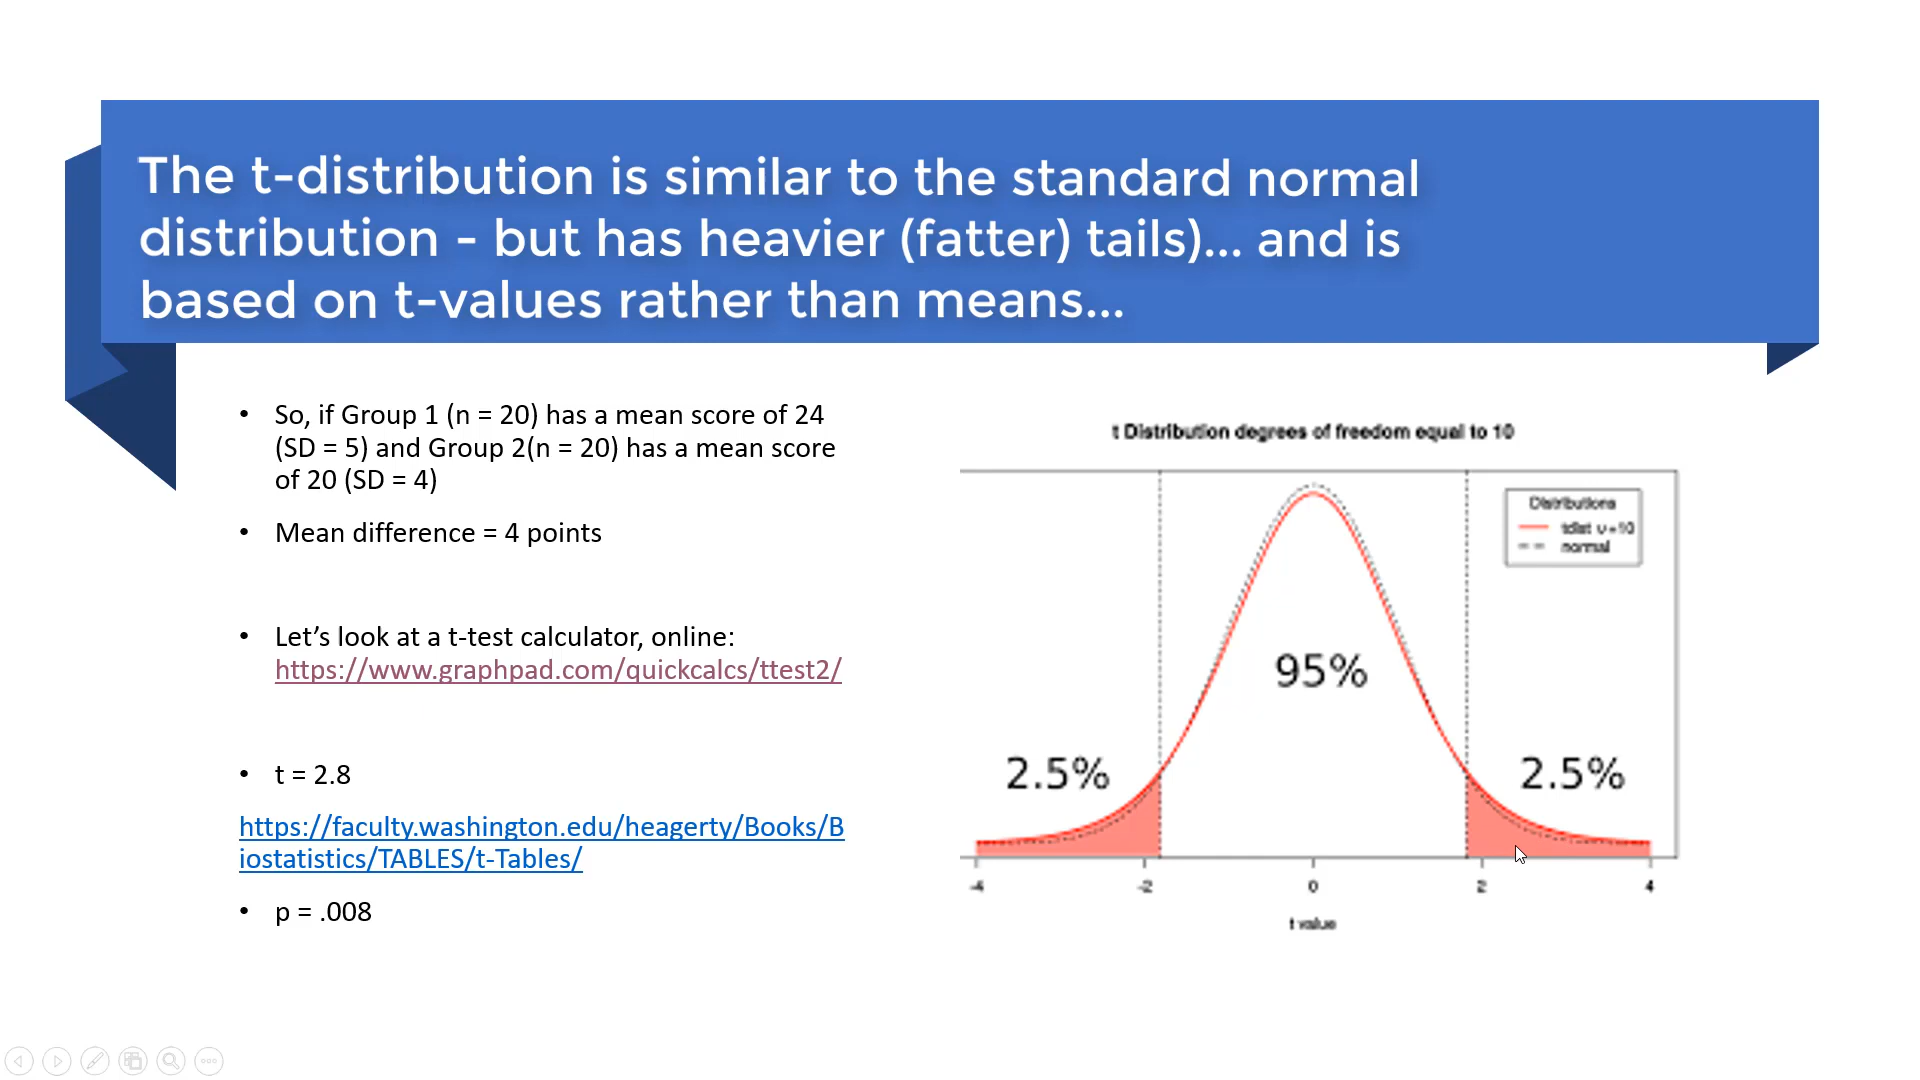 The t-distribution is similar to the standard normal
distribution - but has heavier (fatter) tails)... and is
based on t-values rather than means...
• So, if Group 1 (n = 20) has a mean score of 24
(SD = 5) and Group 2(n = 20) has a mean score
of 20 (SD = 4)
• Mean difference = 4 points
• Let’s look at a t-test calculator, online:
https://www.graphpad.com/quickcalcs/ttest2/
• t = 2.8
https://faculty.washington.edu/heagerty/Books/B
iostatistics/TABLES/t-Tables/
• p = .008
t Distribution degrees of freedom equal to 10
Distributions
tdist υ=10
normal
95%
2.5%
2.5%
-4
-2
0
2
4
t value